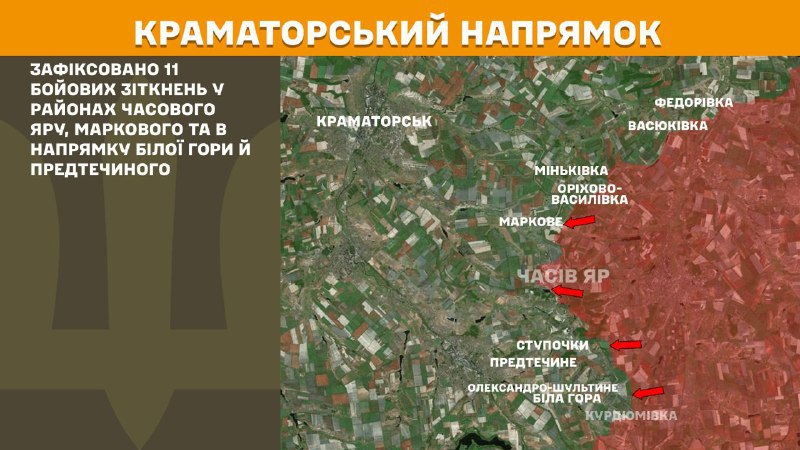 КРАМАТОРСЬКИЙ НАПРЯМОК
ЗАФІКСОВАНО 11
БОЙОВИХ ЗІТКНЕНЬ У
РАЙОНАХ ЧАСОВОГО
ЯРУ, МАРКОВОГО ТА В
НАПРЯМКУ БІЛОЇ ГОРИ Й
ПРЕДТЕЧИНОГО
ФЕДОРІВКА
КРАМАТОРСЬК
ВАСЮКІВКА
МІНЬКІВКА
ОРІХОВО-
ВАСИЛІВКА
МАРКОВЕ
ЧАСІВ ЯР
СТУПОЧКИ
ПРЕДТЕЧИНЕ
ОЛЕКСАНДРО-ШУЛЬТИНЕ
БІЛА ГОРА
КУРДЮМІВКА